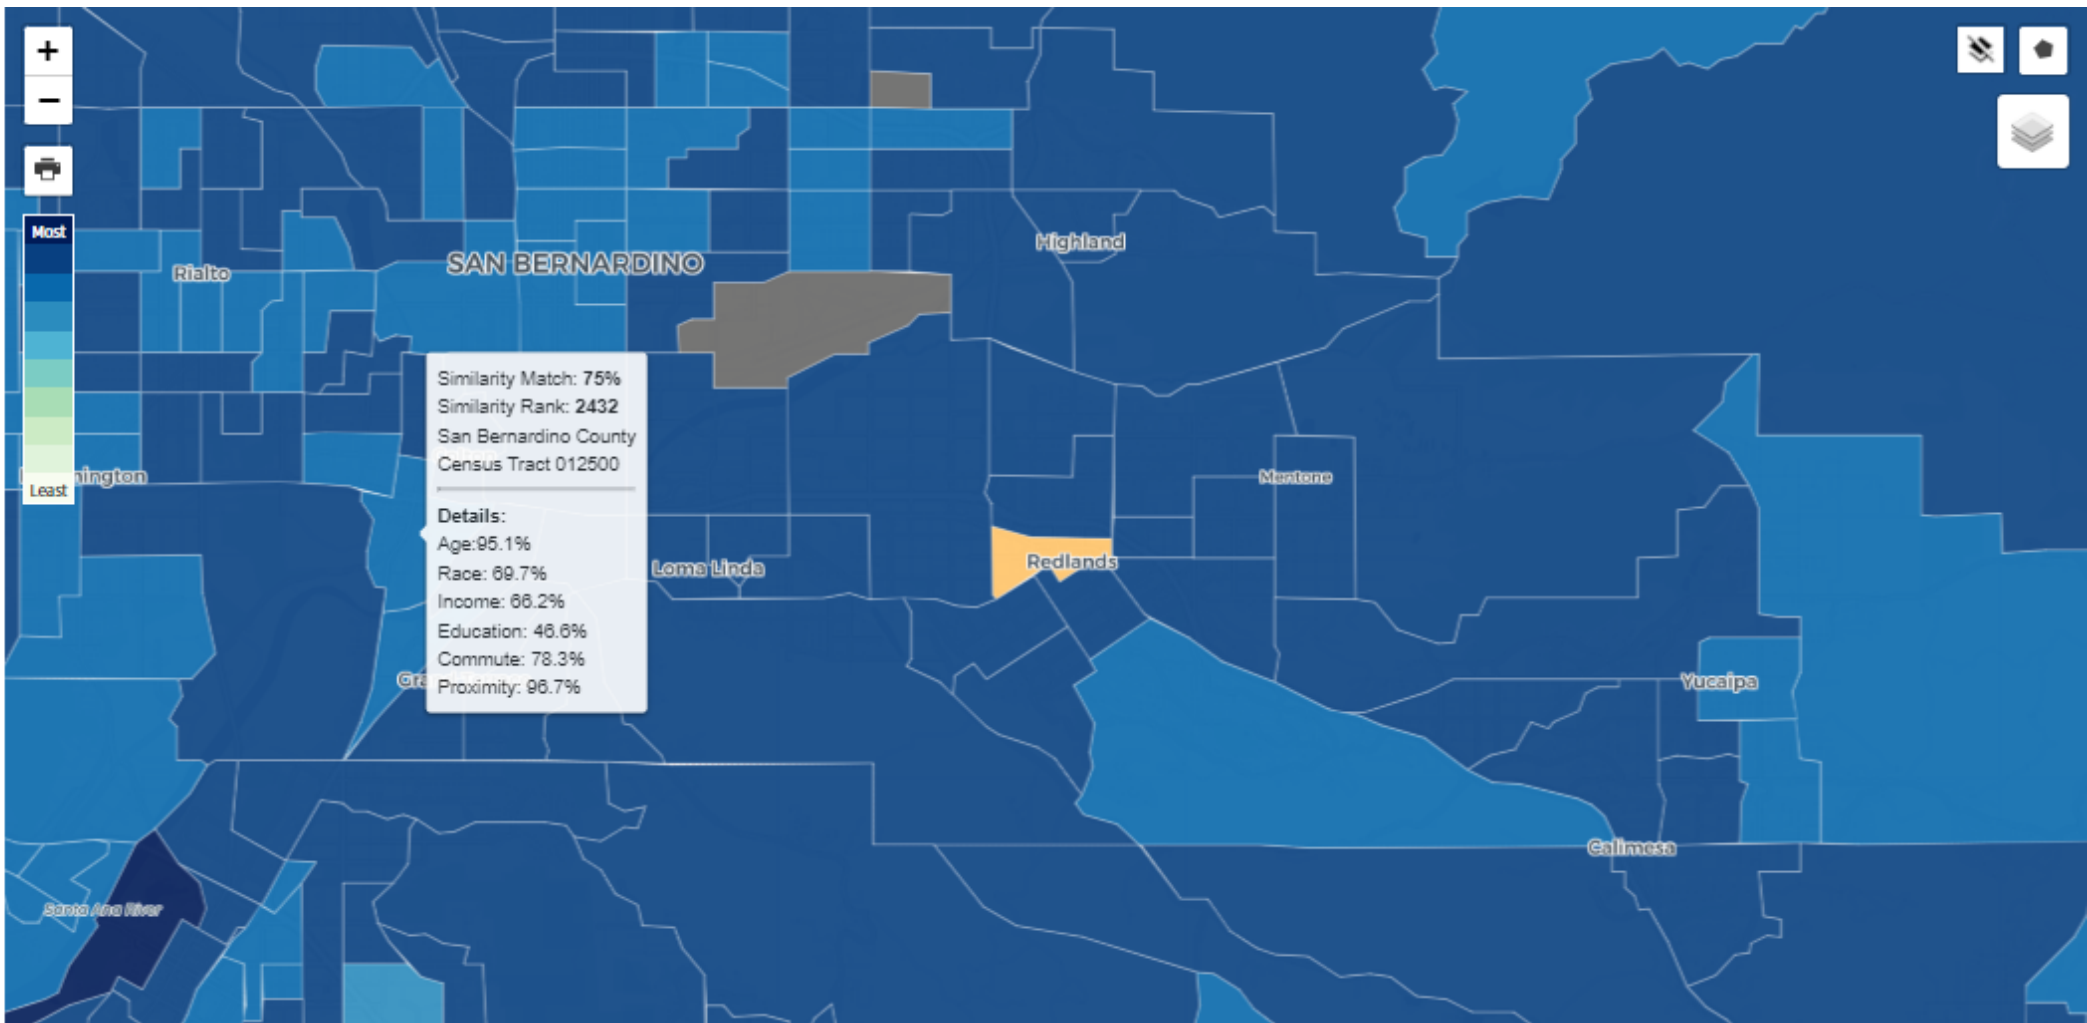 +
−
Most
Least
Rialto
SAN BERNARDINO
Highland
Similarity Match: 75%
Similarity Rank: 2432
San Bernardino County
Census Tract 012500
Details:
Age:95.1%
Race: 69.7%
Income: 66.2%
Education: 46.6%
Commute: 78.3%
Proximity: 96.7%
Mentone
Loma Linda
Redlands
Yucaipa
Calimesa
Santa Ana River